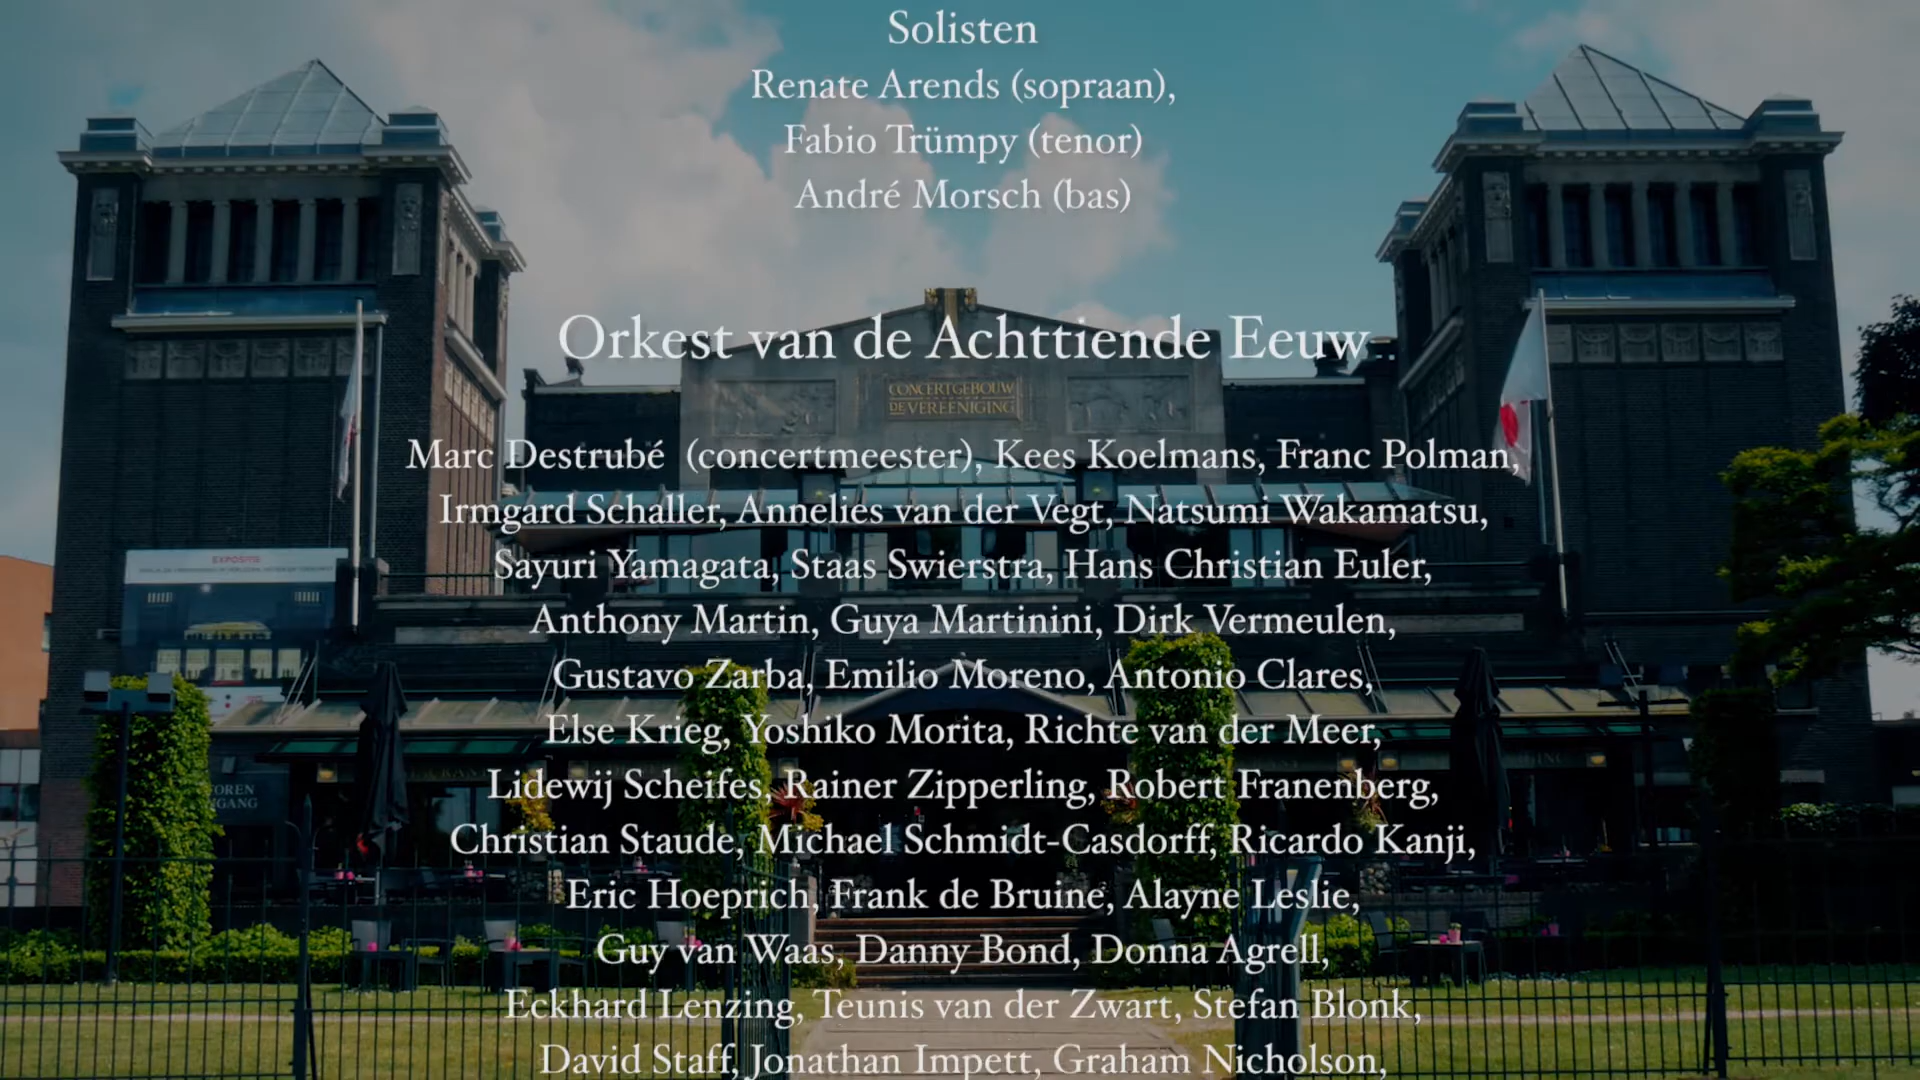 Solisten
Renate Arends (sopraan),
Fabio Trümpy (tenor)
André Morsch (bas)
Orkest van de Achttiende Eeuw
CONCERTGEBOUW
DE VEREENIGING
Marc Destrubé (concertmeester), Kees Koelmans, Franc Polman,
Irmgard Schaller, Annelies van der Vegt, Natsumi Wakamatsu,
Sayuri Yamagata, Staas Swierstra, Hans Christian Euler,
EXPOSITIE
Anthony Martin, Guya Martinini, Dirk Vermeulen,
Gustavo Zarba, Emilio Moreno, Antonio Clares,
Else Krieg, Yoshiko Morita, Richte van der Meer,
Lidewij Scheifes, Rainer Zipperling, Robert Franenberg,
Christian Staude, Michael Schmidt-Casdorff, Ricardo Kanji,
Eric Hoeprich, Frank de Bruine, Alayne Leslie,
Guy van Waas, Danny Bond, Donna Agrell,
Eckhard Lenzing, Teunis van der Zwart, Stefan Blonk,
David Staff, Jonathan Impett, Graham Nicholson,